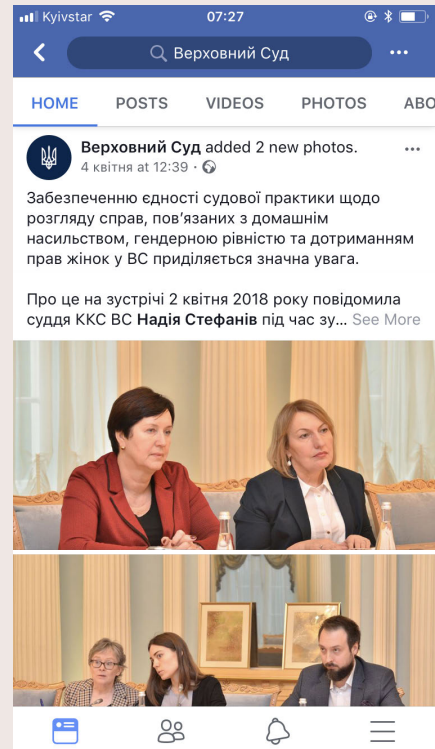 Kyivstar 07:27
Верховний Суд
HOME POSTS VIDEOS PHOTOS ABO
Верховний Суд added 2 new photos.
4 квітня at 12:39
Забезпеченню єдності судової практики щодо
розгляду справ, пов’язаних з домашнім
насильством, гендерною рівністю та дотриманням
прав жінок у ВС приділяється значна увага.
Про це на зустрічі 2 квітня 2018 року повідомила
суддя ККС ВС Надія Стефанів під час зу... See More